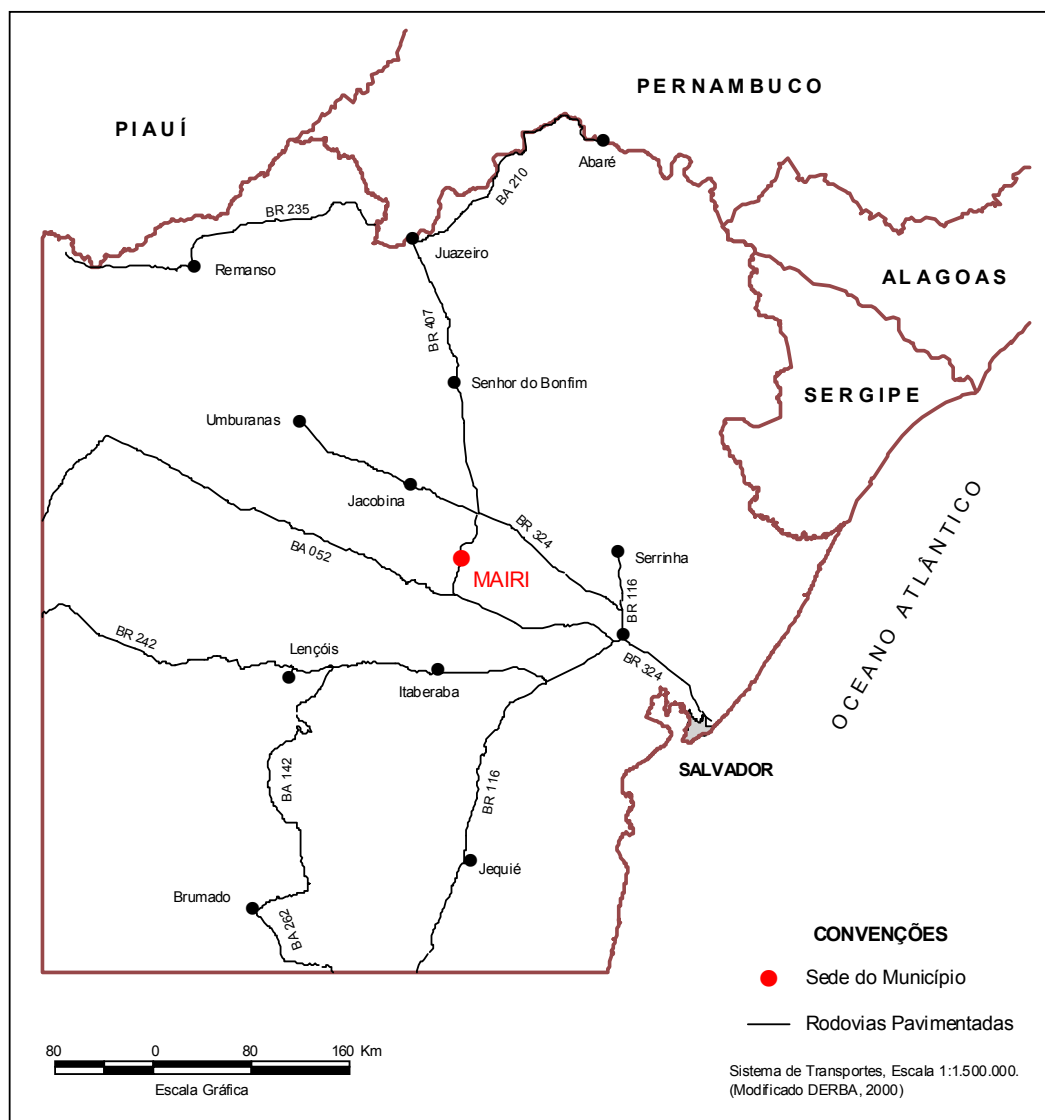 PERNAMBUCO
PIAUÍ
Abaré
BA 210
BR 235
Juazeiro
Remanso
ALAGOAS
BR 407
Senhor do Bonfim
SERGIPE
Umburanas
Jacobina
OCEANO ATLÂNTICO
BR 324
BA 052
Serrinha
MAIRI
BR 116
BR 242
Lençóis
BR 324
Itaberaba
SALVADOR
BA 142
BR 116
Jequié
Brumado
BA 262
CONVENÇÕES
Sede do Município
Rodovias Pavimentadas
80 0 80 160 Km
Escala Gráfica
Sistema de Transportes, Escala 1:1.500.000.
(Modificado DERBA, 2000)